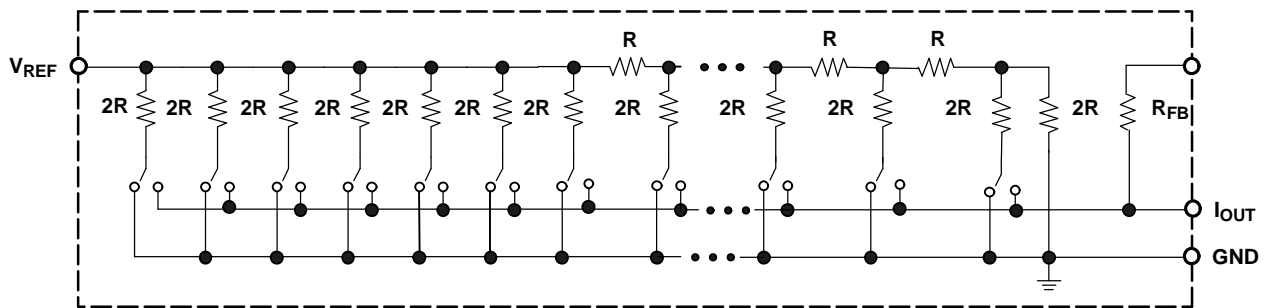 R R R
V_REF
2R 2R 2R 2R 2R 2R 2R 2R 2R 2R 2R 2R R_FB
I_OUT
GND